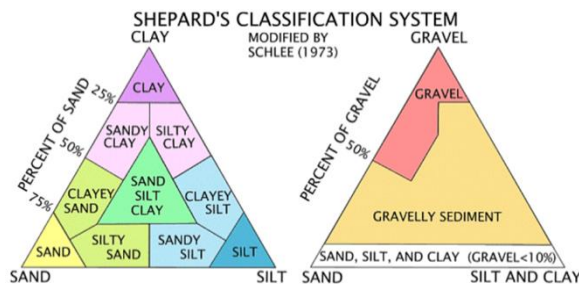 SHEPARD'S CLASSIFICATION SYSTEM
MODIFIED BY
SCHLEE (1973)
CLAY
PERCENT OF SAND
25%
50%
75%
CLAY
SANDY
CLAY
SILTY
CLAY
CLAYEY
SAND
SAND
SILT
CLAY
CLAYEY
SILT
SAND
SILTY
SAND
SANDY
SILT
SILT
SAND
SILT
GRAVEL
PERCENT OF GRAVEL
50%
GRAVEL
GRAVELLY SEDIMENT
SAND, SILT, AND CLAY (GRAVEL<10%)
SAND
SILT AND CLAY